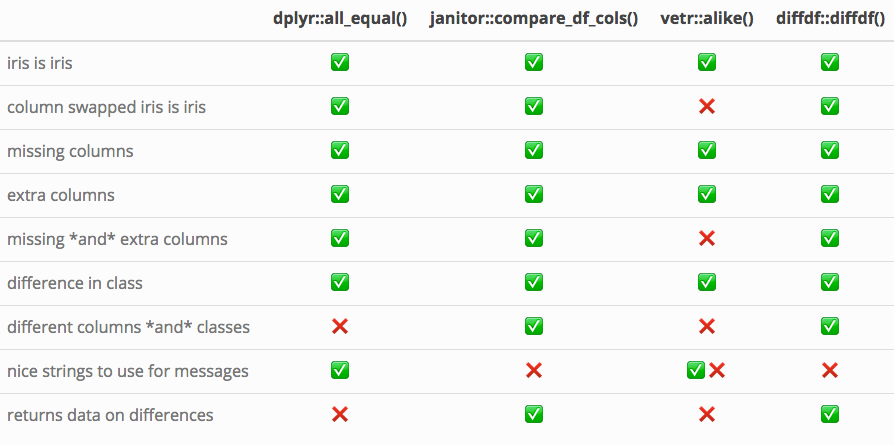 dplyr::all_equal() janitor::compare_df_cols() vetr::alike() diffdf::diffdf()
iris is iris ✅ ✅ ✅ ✅
column swapped iris is iris ✅ ✅ ❌ ✅
missing columns ✅ ✅ ✅ ✅
extra columns ✅ ✅ ✅ ✅
missing *and* extra columns ✅ ✅ ❌ ✅
difference in class ✅ ✅ ✅ ✅
different columns *and* classes ❌ ✅ ❌ ✅
nice strings to use for messages ✅ ❌ ✅❌ ❌
returns data on differences ❌ ✅ ❌ ✅